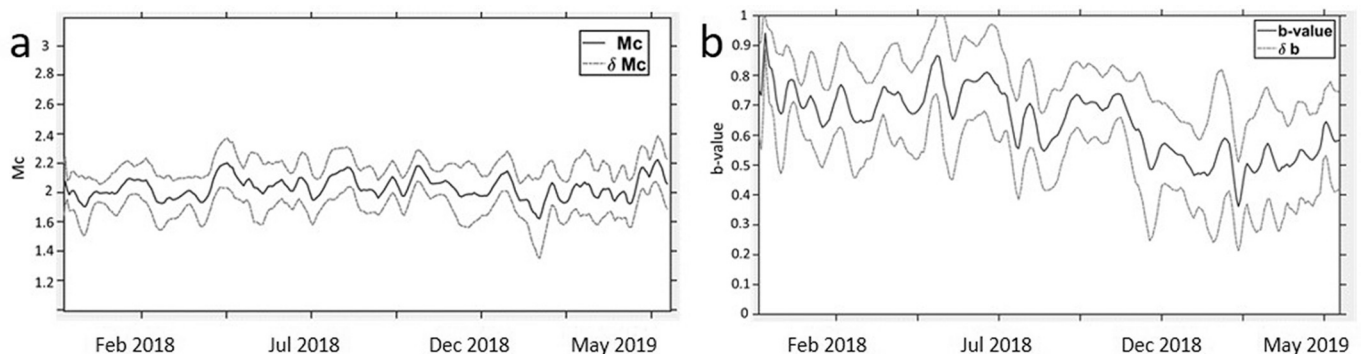 a
Mc
δ Mc
3
2.8
2.6
2.4
2.2
2
1.6
1.4
1.2
Mc
Feb 2018
Jul 2018
Dec 2018
May 2019
b
b-value
δ b
1
0.9
0.8
0.7
0.6
0.5
0.4
0.3
0.2
0.1
0
b-value
Feb 2018
Jul 2018
Dec 2018
May 2019